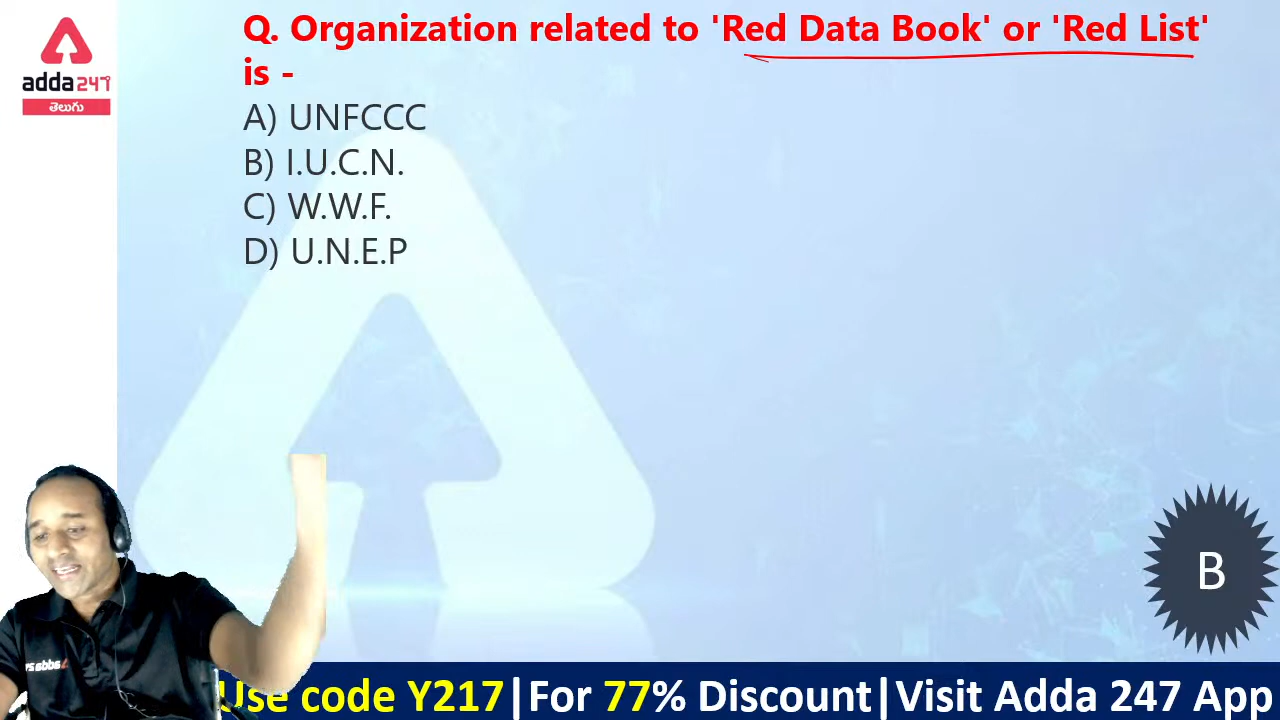 Q. Organization related to 'Red Data Book' or 'Red List'
is -
A) UNFCCC
B) I.U.C.N.
C) W.W.F.
D) U.N.E.P
adda247
తెలుగు
B
Use code Y217|For 77% Discount|Visit Adda 247 App